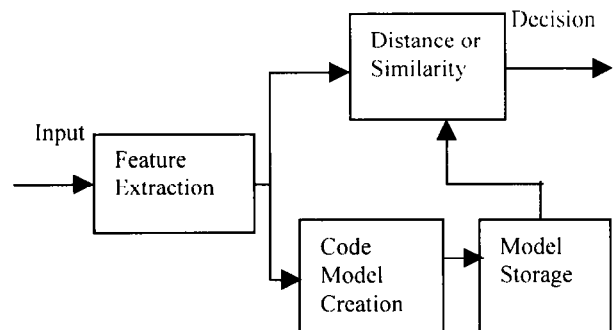 Decision
Distance or
Similarity
Input
Feature
Extraction
Code
Model
Creation
Model
Storage